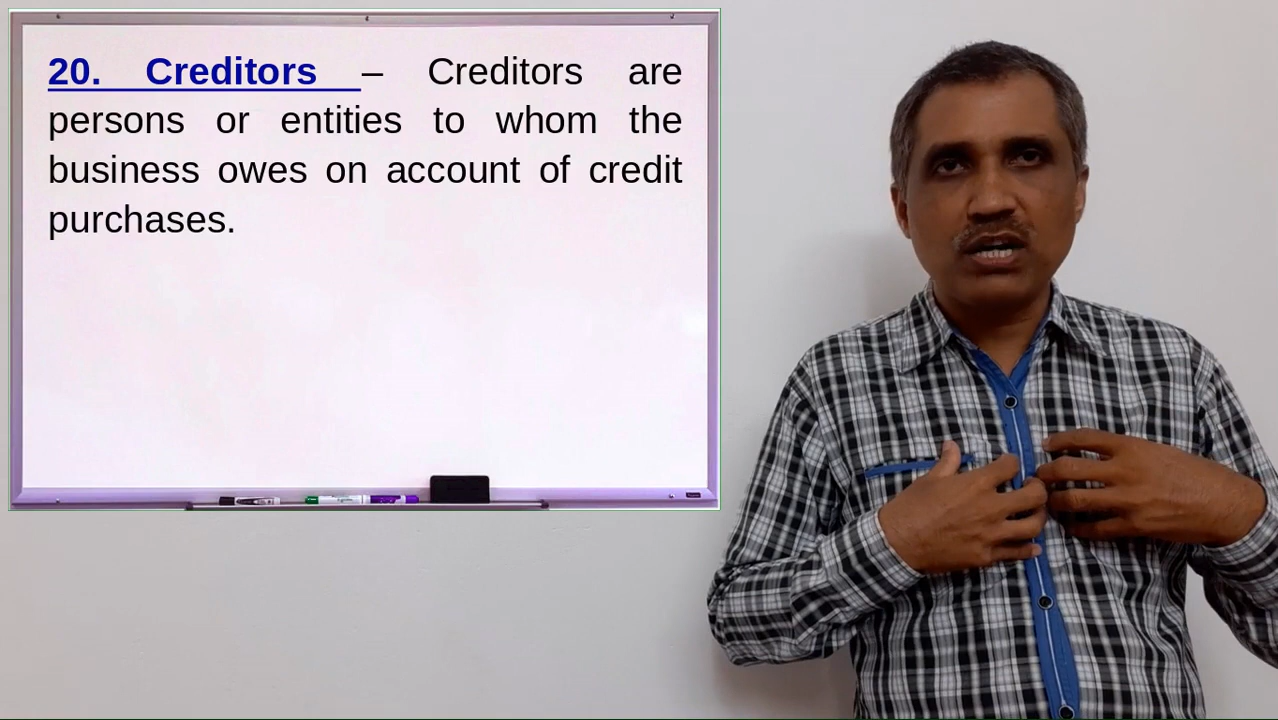 20. Creditors – Creditors are
persons or entities to whom the
business owes on account of credit
purchases.